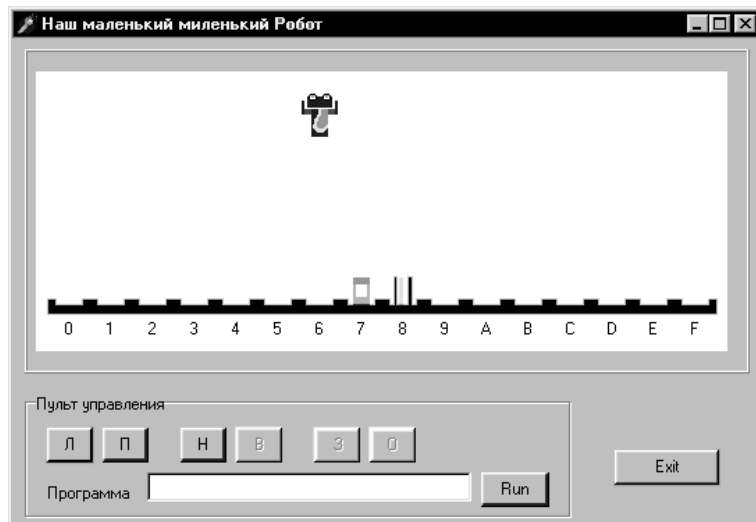 Наш маленький миленький Робот
0 1 2 3 4 5 6 7 8 9 A B C D E F
Пульт управления
Л П Н В З О
Exit
Программа Run